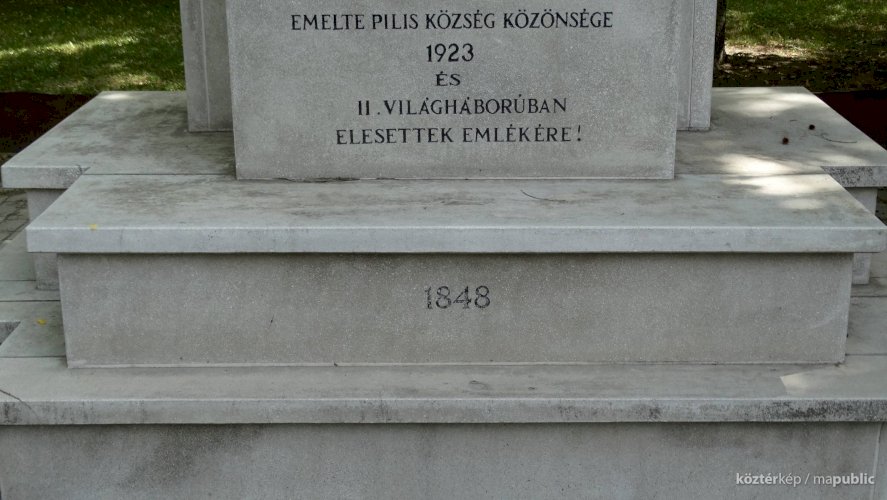 EMELTE PILIS KÖZSÉG KÖZÖNSÉGE
1923
ÉS
II. VILÁGHÁBORÚBAN
ELESETTEK EMLÉKÉRE!
1848
köztérkép / mapublic